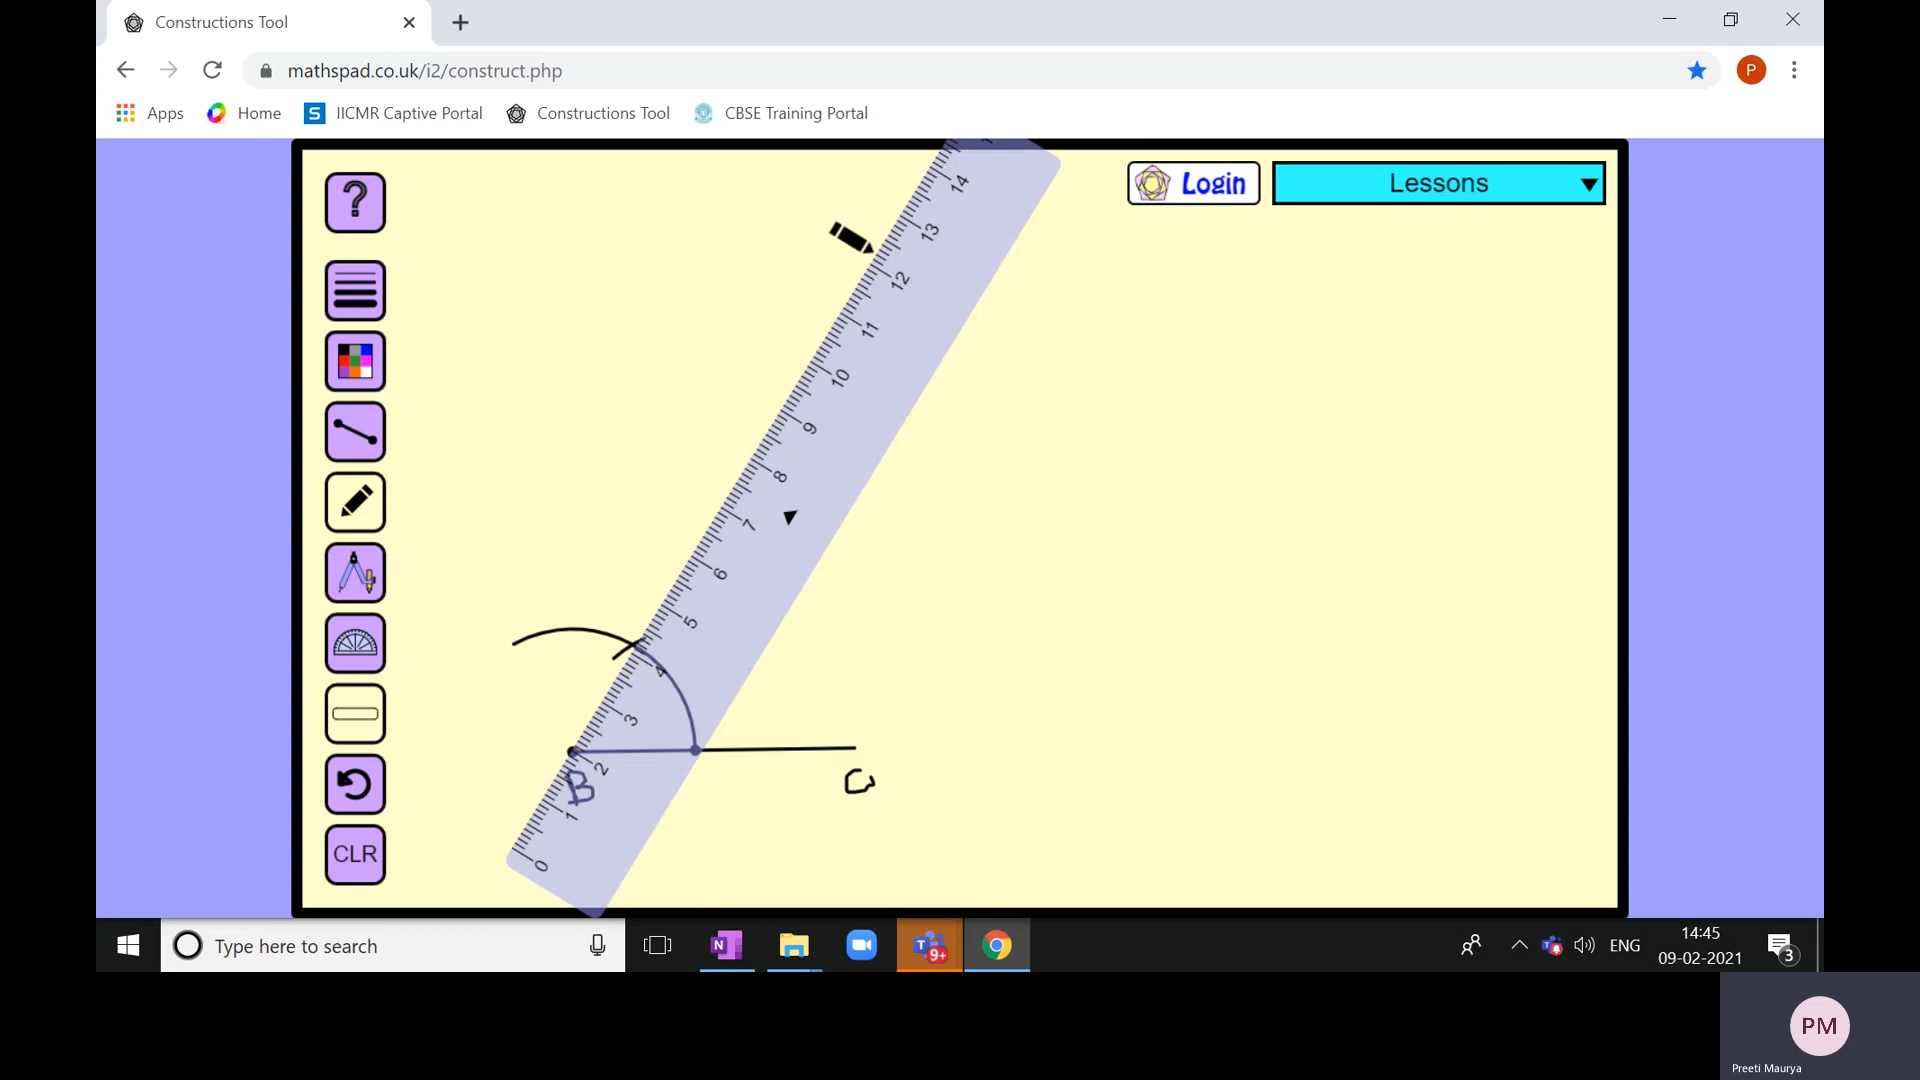 Constructions Tool
mathspad.co.uk/i2/construct.php
P
Apps Home S IICMR Captive Portal Constructions Tool CBSE Training Portal
? Login Lessons
14
13
12
11
10
9
8
7
6
5
4
3
2
B
1
0
C
CLR
Type here to search
N
T 9+
ENG
14:45
09-02-2021
3
PM
Preeti Maurya